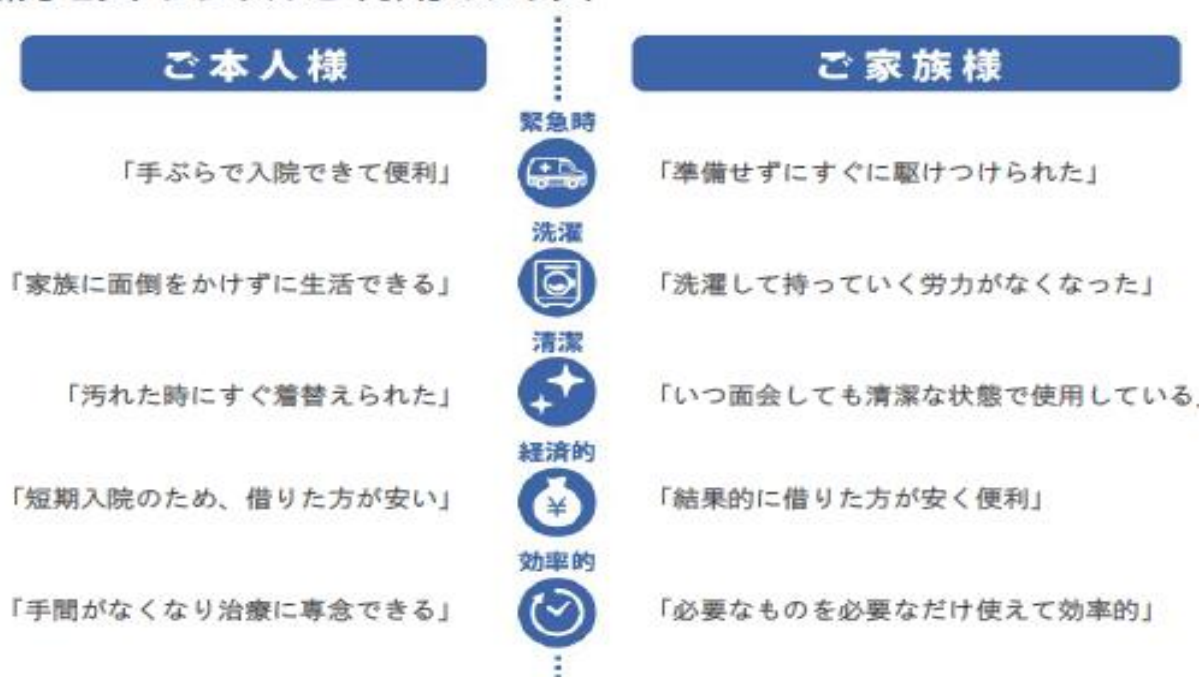 ご本人様
ご家族様
緊急時
「手ぶらで入院できて便利」
「準備せずにすぐに駆けつけられた」
洗濯
「家族に面倒をかけずに生活できる」
「洗濯して持っていく労力がなくなった」
清潔
「汚れた時にすぐ着替えられた」
「いつ面会しても清潔な状態で使用している」
経済的
「短期入院のため、借りた方が安い」
¥
「結果的に借りた方が安く便利」
効率的
「手間がなくなり治療に専念できる」
「必要なものを必要なだけ使えて効率的」